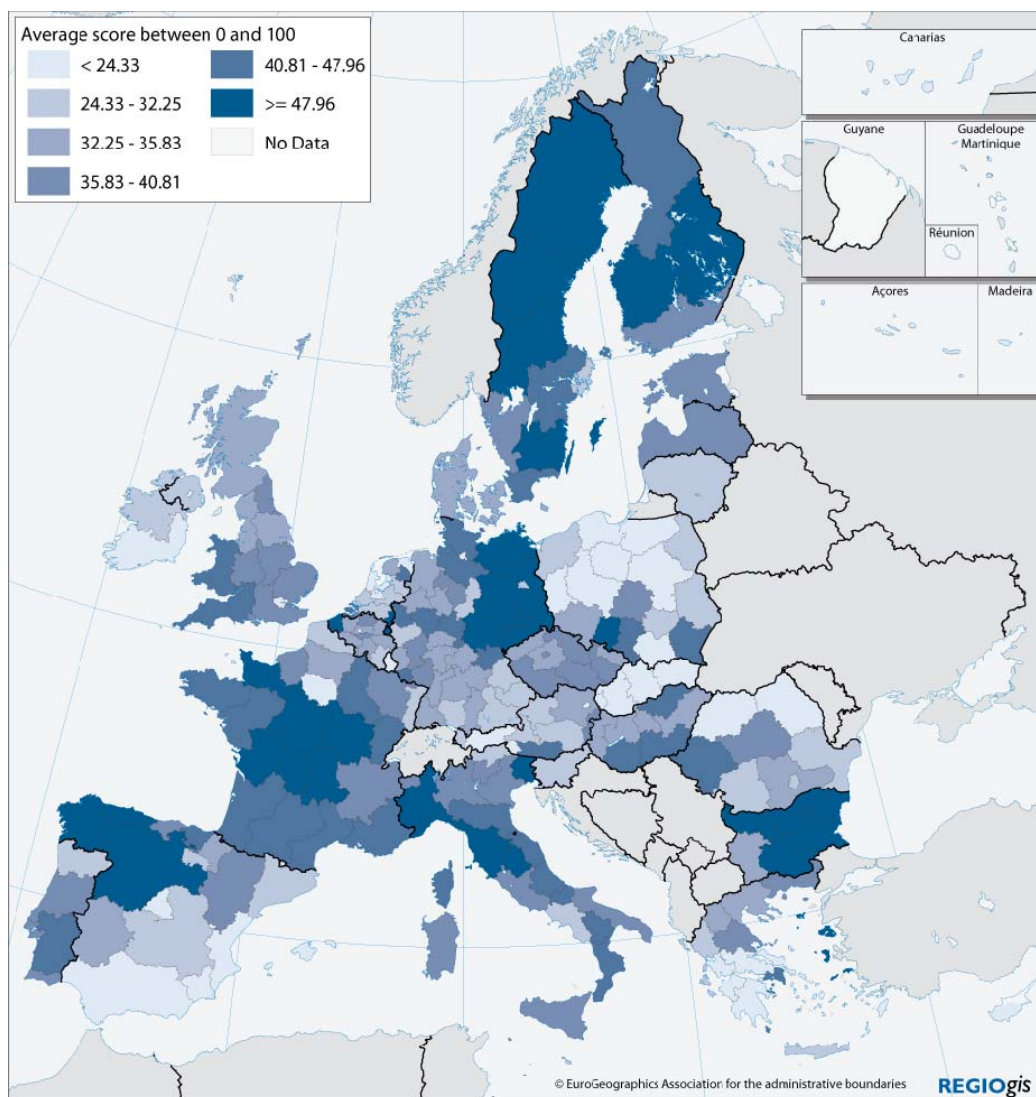 Average score between 0 and 100
< 24.33
24.33 - 32.25
32.25 - 35.83
35.83 - 40.81
40.81 - 47.96
>= 47.96
No Data
Canarias
Guyane
Guadeloupe
Martinique
Réunion
Açores
Madeira
© EuroGeographics Association for the administrative boundaries
REGIOgis